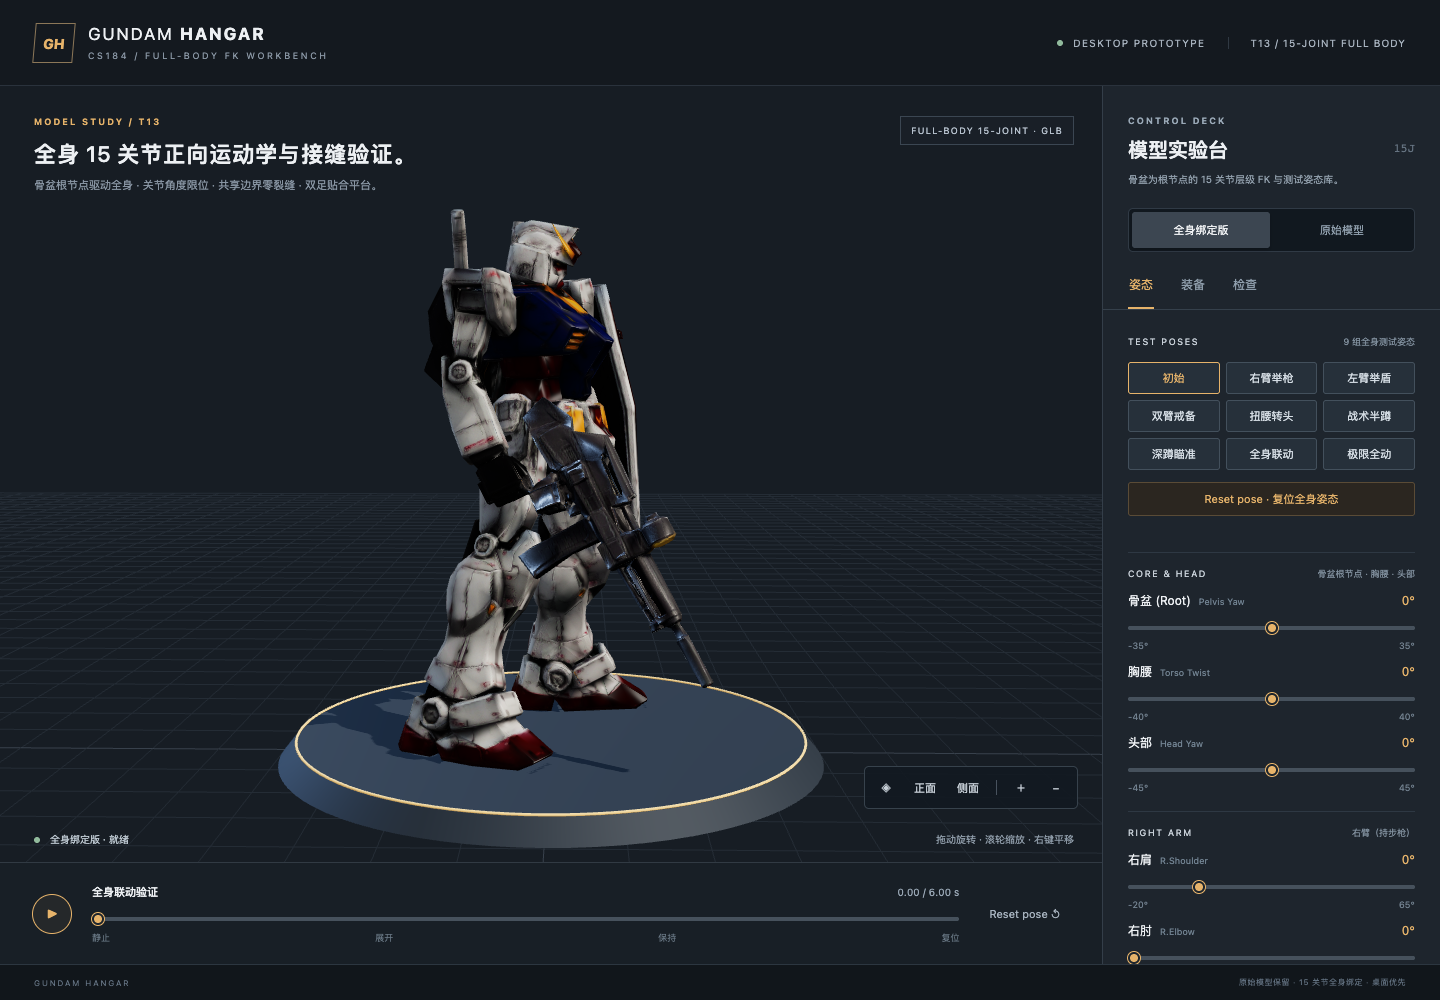 GH
GUNDAM HANGAR
CS184 / FULL-BODY FK WORKBENCH
DESKTOP PROTOTYPE
T13 / 15-JOINT FULL BODY
MODEL STUDY / T13
全身 15 关节正向运动学与接缝验证。
骨盆根节点驱动全身 · 关节角度限位 · 共享边界零裂缝 · 双足贴合平台。
FULL-BODY 15-JOINT · GLB
正面
侧面
+
−
全身绑定版 · 就绪
拖动旋转 · 滚轮缩放 · 右键平移
全身联动验证
0.00 / 6.00 s
静止
展开
保持
复位
Reset pose ↺
CONTROL DECK
模型实验台
15J
骨盆为根节点的 15 关节层级 FK 与测试姿态库。
全身绑定版
原始模型
姿态
装备
检查
TEST POSES
9 组全身测试姿态
初始
右臂举枪
左臂举盾
双臂戒备
扭腰转头
战术半蹲
深蹲瞄准
全身联动
极限全动
Reset pose · 复位全身姿态
CORE & HEAD
骨盆根节点 · 胸腰 · 头部
骨盆 (Root) Pelvis Yaw
0°
-35°
35°
胸腰 Torso Twist
0°
-40°
40°
头部 Head Yaw
0°
-45°
45°
RIGHT ARM
右臂（持步枪）
右肩 R.Shoulder
0°
-20°
65°
右肘 R.Elbow
0°
GUNDAM HANGAR
原始模型保留 · 15 关节全身绑定 · 桌面优先